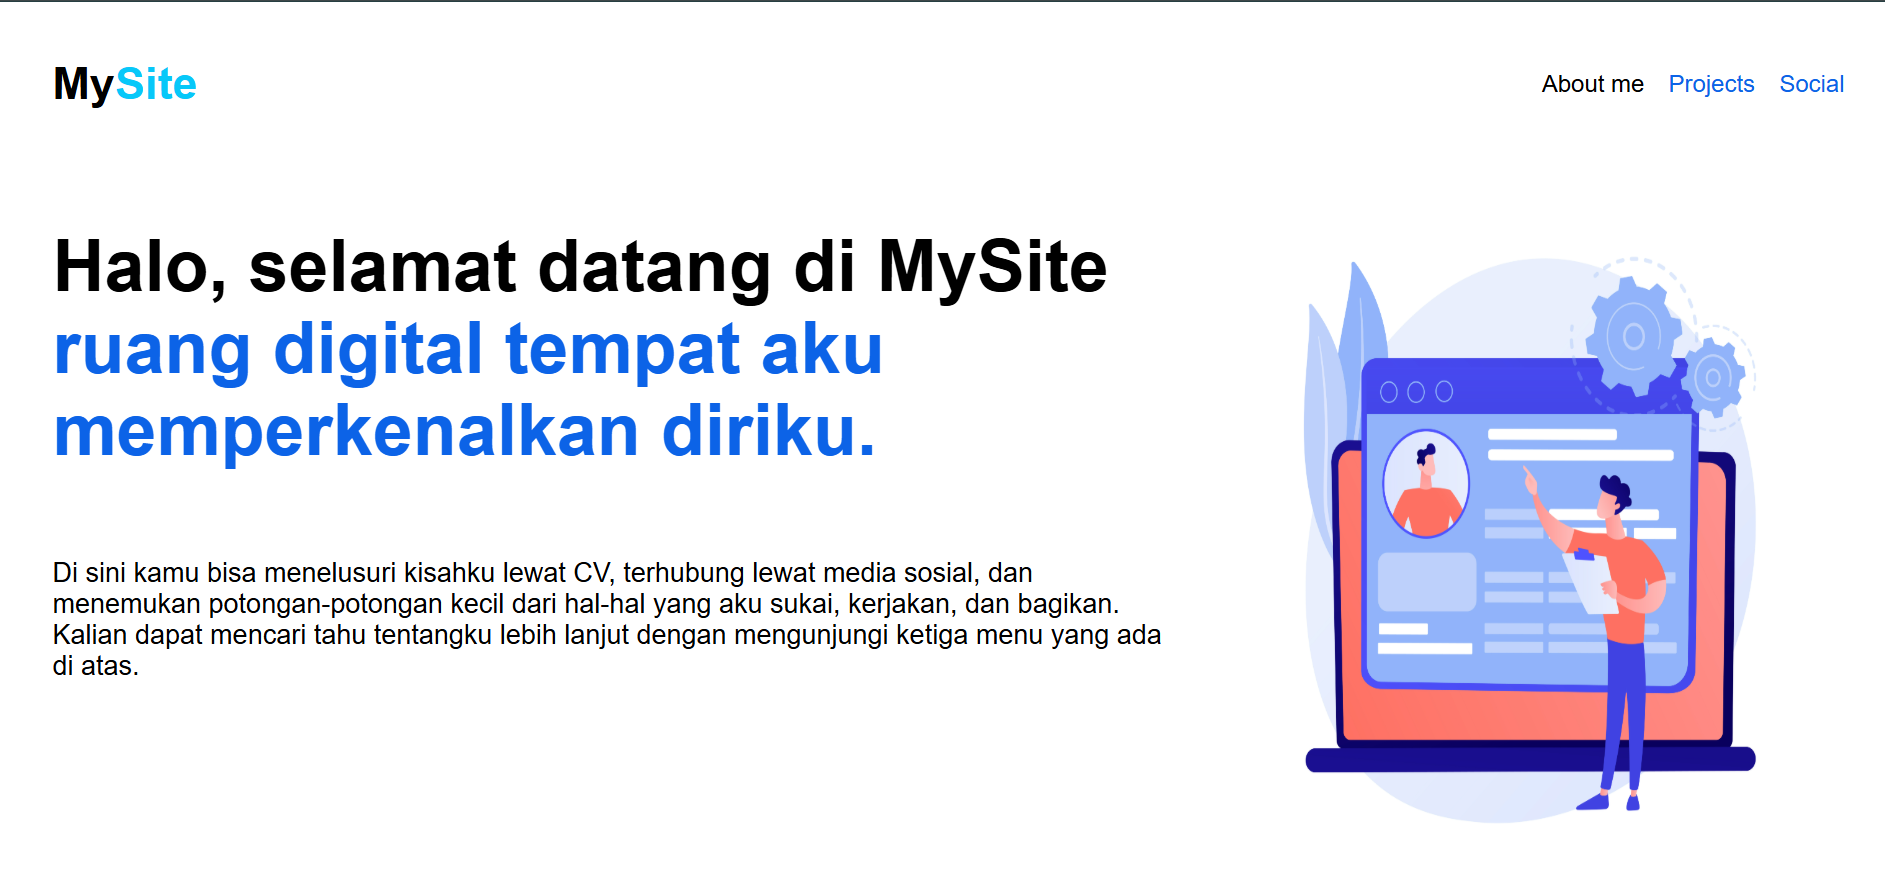 MySite
About me Projects Social
Halo, selamat datang di MySite
ruang digital tempat aku
memperkenalkan diriku.
Di sini kamu bisa menelusuri kisahku lewat CV, terhubung lewat media sosial, dan
menemukan potongan-potongan kecil dari hal-hal yang aku sukai, kerjakan, dan bagikan.
Kalian dapat mencari tahu tentangku lebih lanjut dengan mengunjungi ketiga menu yang ada
di atas.